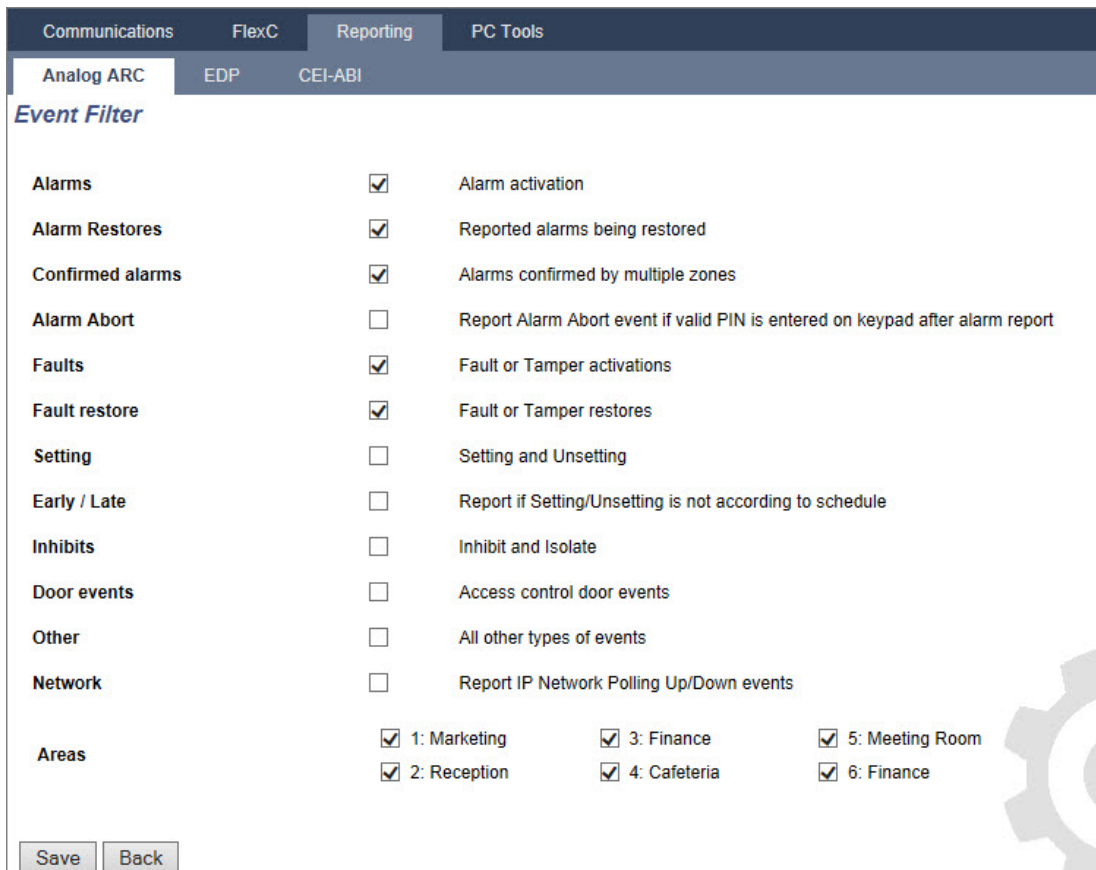 Communications FlexC Reporting PC Tools
Analog ARC EDP CEI-ABI
Event Filter
Alarms Alarm activation
Alarm Restores Reported alarms being restored
Confirmed alarms Alarms confirmed by multiple zones
Alarm Abort Report Alarm Abort event if valid PIN is entered on keypad after alarm report
Faults Fault or Tamper activations
Fault restore Fault or Tamper restores
Setting Setting and Unsetting
Early / Late Report if Setting/Unsetting is not according to schedule
Inhibits Inhibit and Isolate
Door events Access control door events
Other All other types of events
Network Report IP Network Polling Up/Down events
Areas
1: Marketing 3: Finance 5: Meeting Room
2: Reception 4: Cafeteria 6: Finance
Save Back